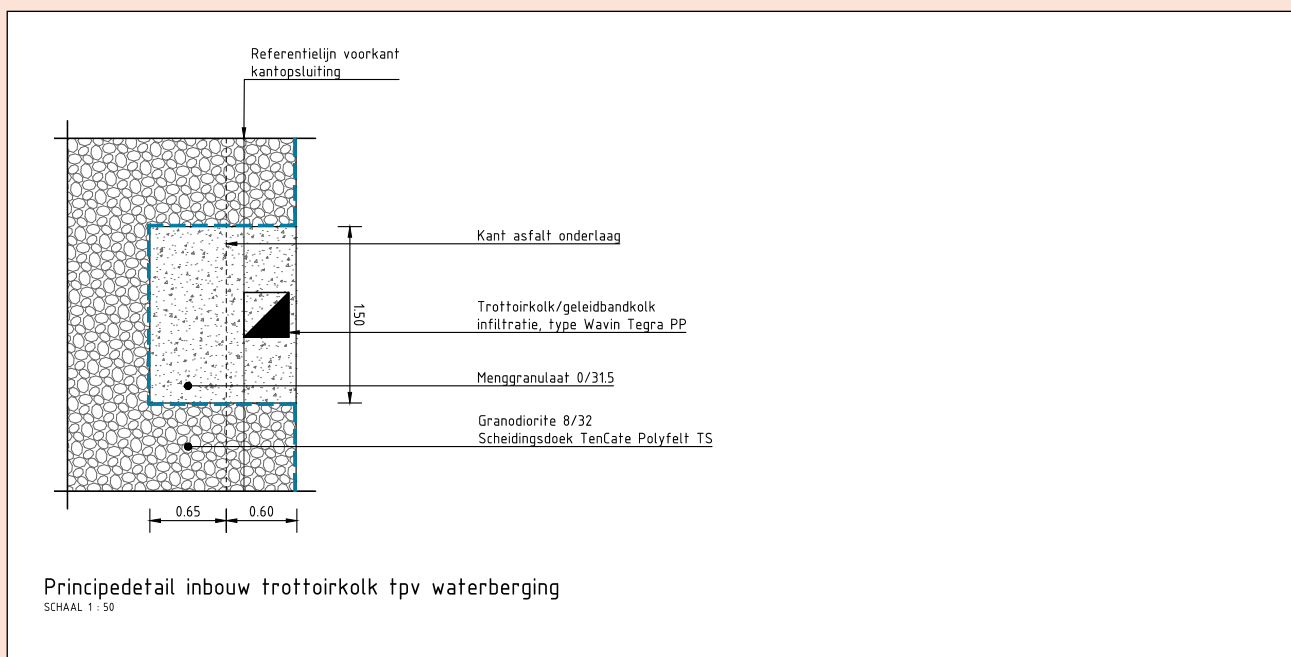 Referentielijn voorkant
kantopsluiting
Kant asfalt onderlaag
1.50
Trottoirkolk/geleidbandkolk
infiltratie, type Wavin Tegra PP
Menggranulaat 0/31.5
Granodiorite 8/32
Scheidingsdoek TenCate Polyfelt TS
0.65
0.60
Principedetail inbouw trottoirkolk tpv waterberging
SCHAAL 1 : 50